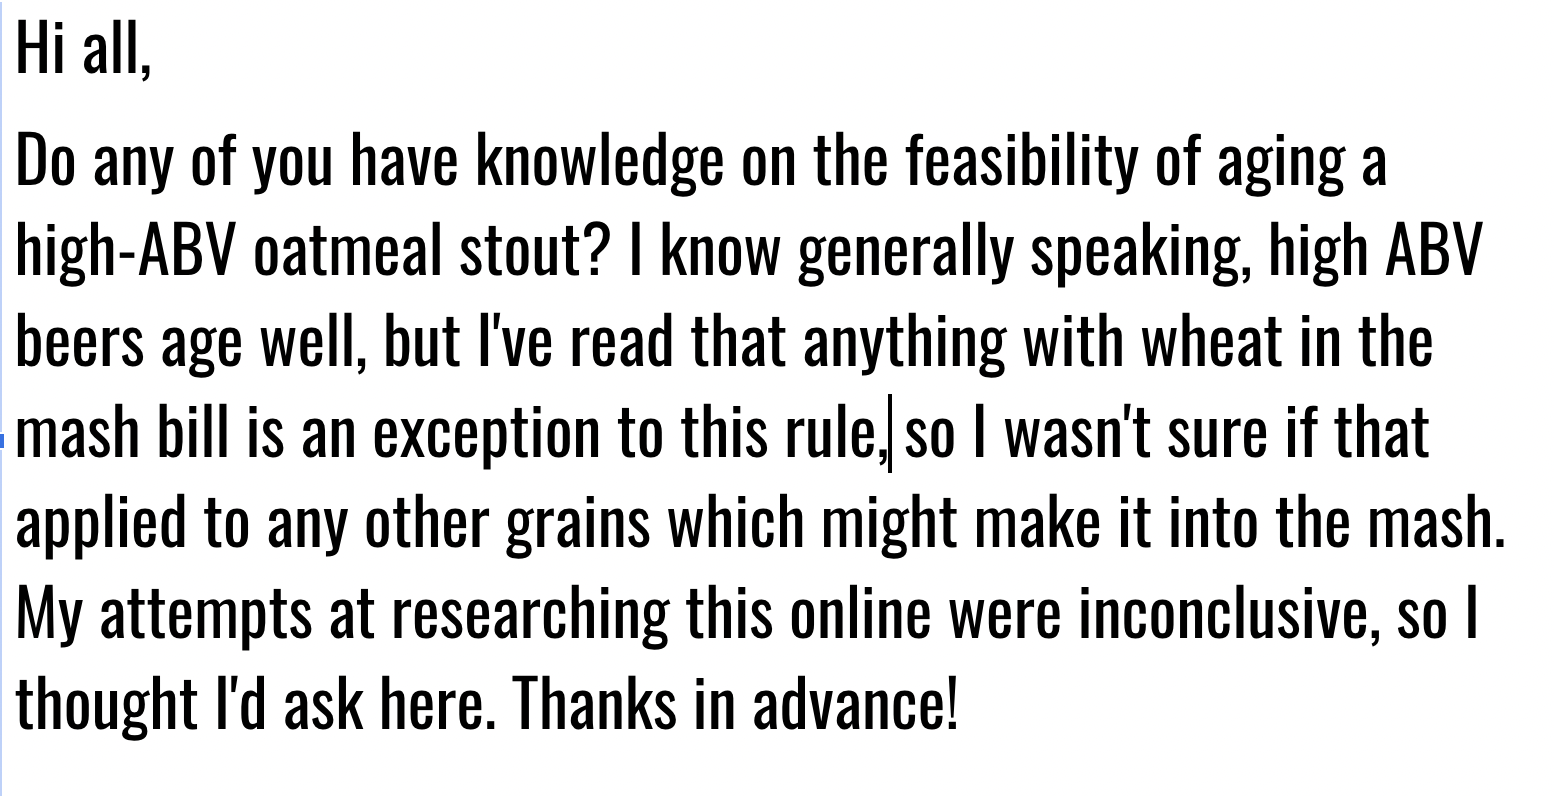 Hi all,
Do any of you have knowledge on the feasibility of aging a
high-ABV oatmeal stout? I know generally speaking, high ABV
beers age well, but I've read that anything with wheat in the
mash bill is an exception to this rule, so I wasn't sure if that
applied to any other grains which might make it into the mash.
My attempts at researching this online were inconclusive, so I
thought I'd ask here. Thanks in advance!